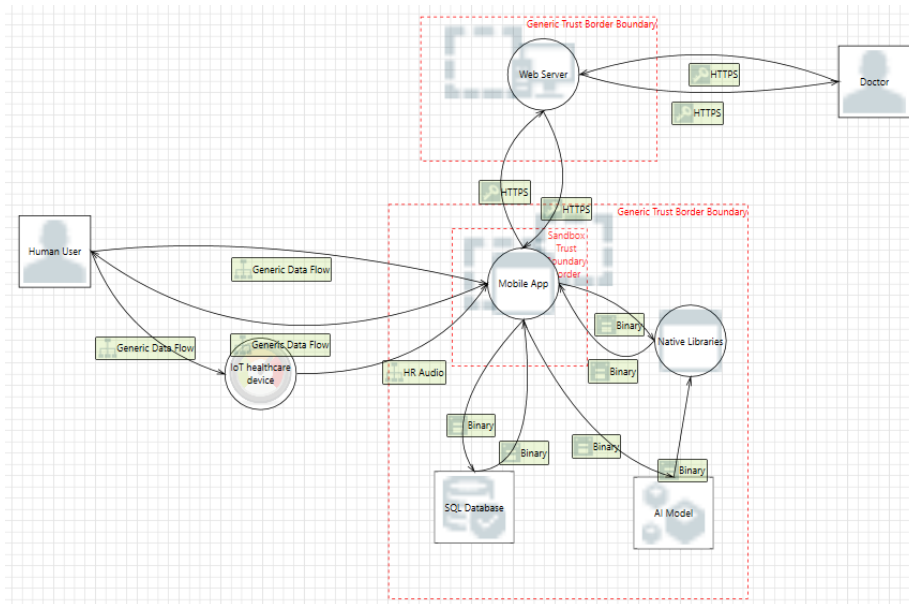 Generic Trust Border Boundary
Web Server
HTTPS
Doctor
HTTPS
HTTPS
HTTPS
Generic Trust Border Boundary
Human User
Sandbox
Trust
Boundary
Border
Generic Data Flow
Mobile App
Binary
Native Libraries
Generic Data Flow
Generic Data Flow
IoT healthcare
device
HR Audio
Binary
Binary
Binary
Binary
Binary
SQL Database
AI Model